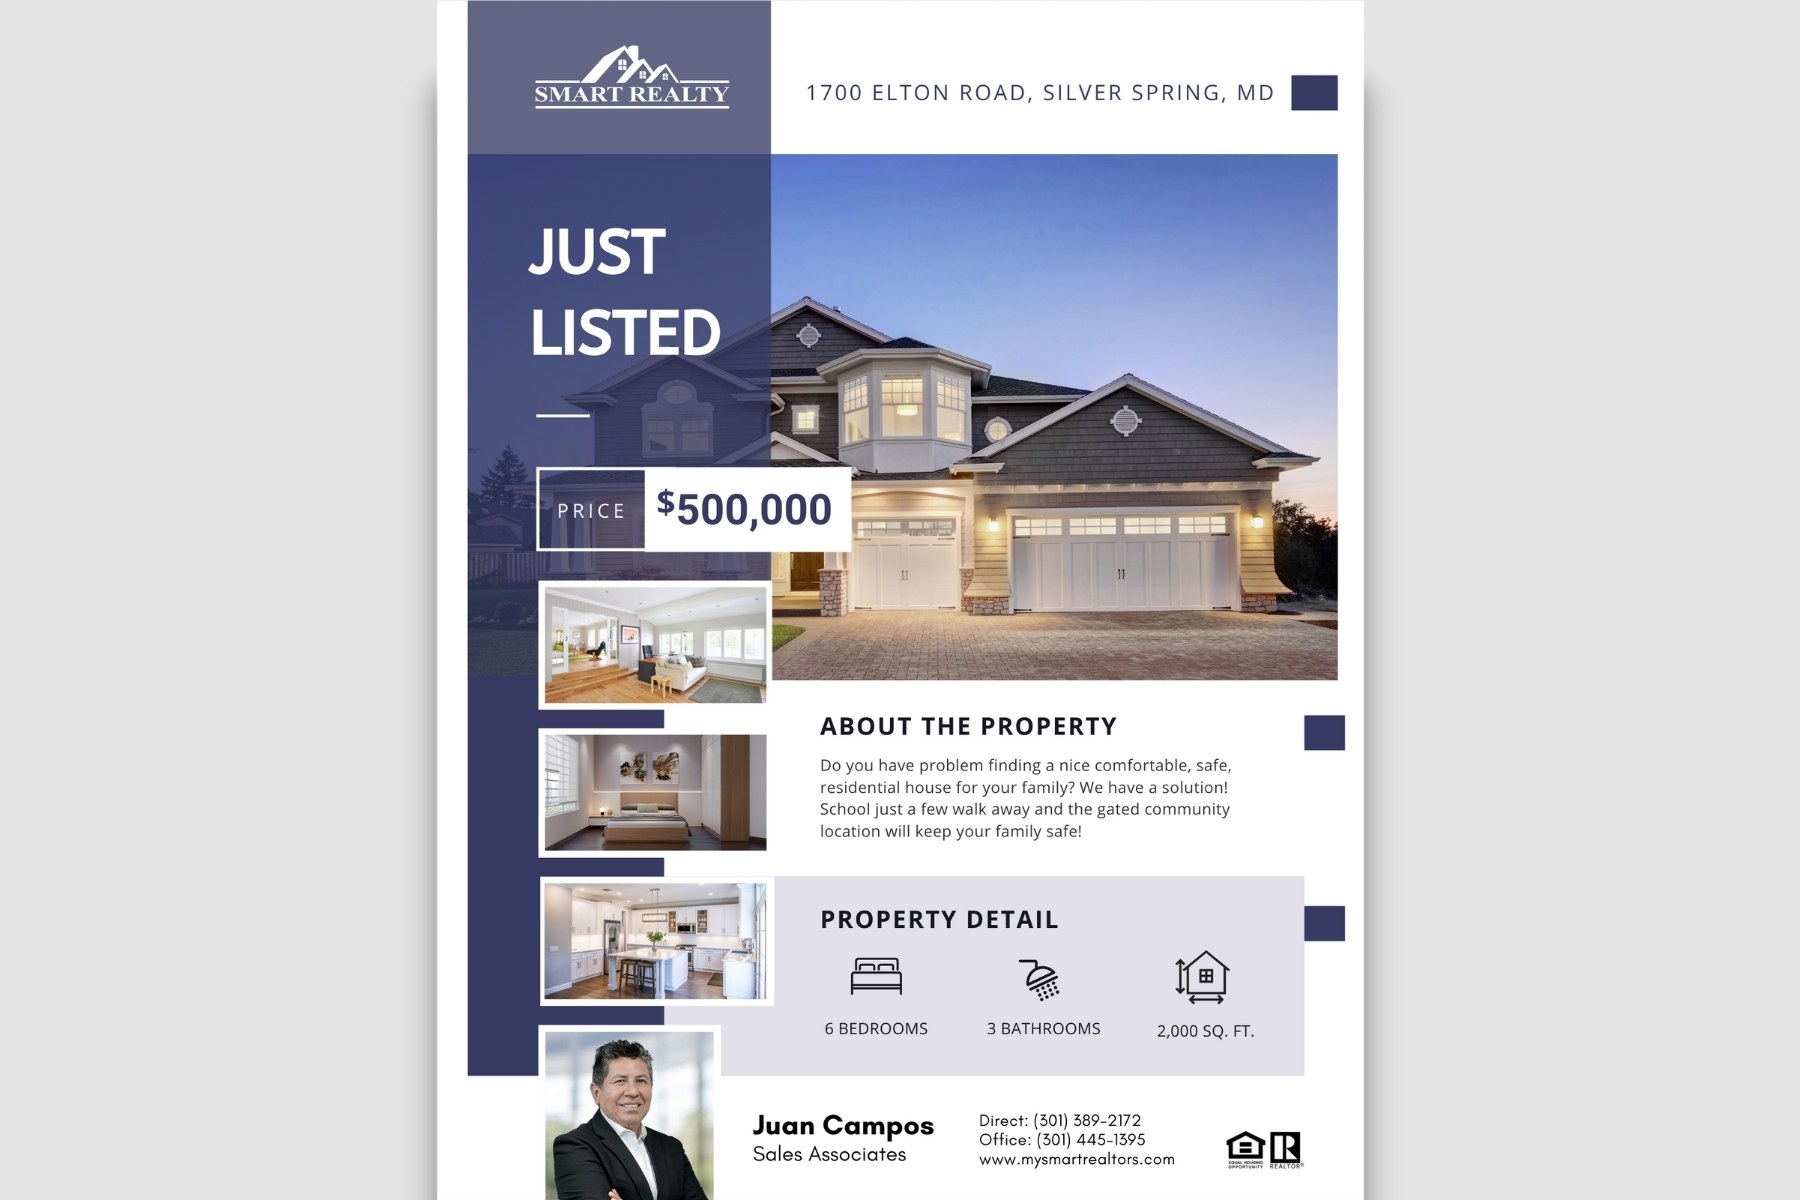 SMART REALTY
1700 ELTON ROAD, SILVER SPRING, MD
JUST
LISTED
PRICE
$500,000
ABOUT THE PROPERTY
Do you have problem finding a nice comfortable, safe,
residential house for your family? We have a solution!
School just a few walk away and the gated community
location will keep your family safe!
PROPERTY DETAIL
6 BEDROOMS
3 BATHROOMS
2,000 SQ. FT.
Juan Campos
Sales Associates
Direct: (301) 389-2172
Office: (301) 445-1395
www.mysmartrealtors.com
EQUAL HOUSING
OPPORTUNITY
REALTOR®